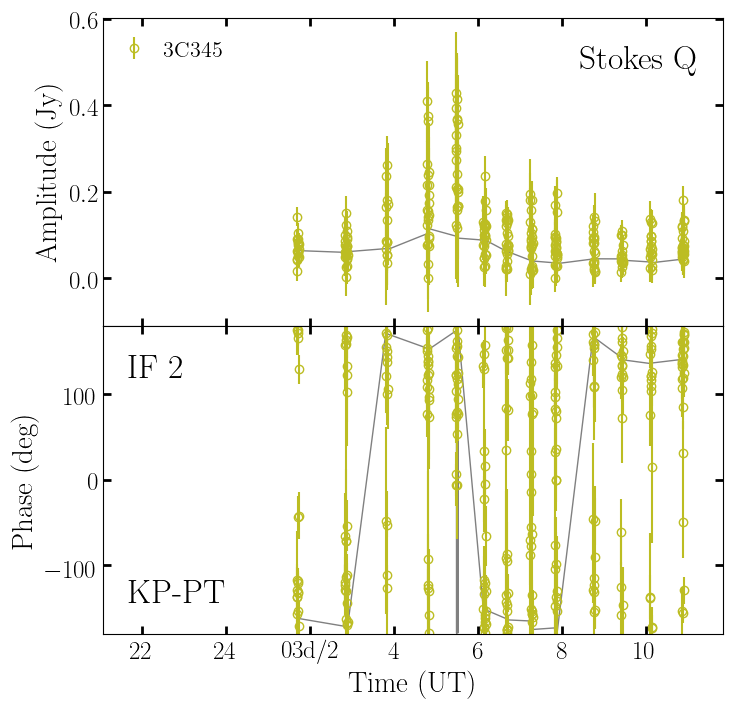 3C345
Stokes Q
0.6
0.4
0.2
0.0
Amplitude (Jy)
IF 2
100
0
−100
Phase (deg)
KP-PT
22 24 03d/2 4 6 8 10
Time (UT)